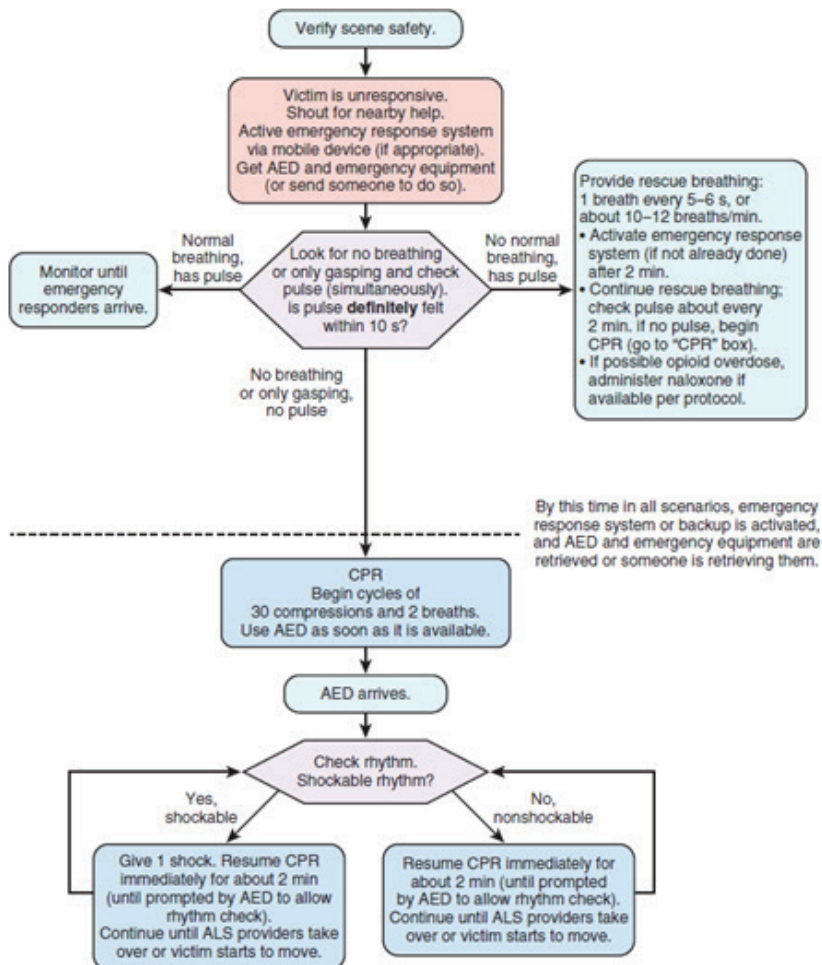 Verify scene safety.
Victim is unresponsive.
Shout for nearby help.
Active emergency response system
via mobile device (if appropriate).
Get AED and emergency equipment
(or send someone to do so).
Normal
breathing,
has pulse
Monitor until
emergency
responders arrive.
Look for no breathing
or only gasping and check
pulse (simultaneously).
is pulse definitely felt
within 10 s?
No normal
breathing,
has pulse
Provide rescue breathing:
1 breath every 5–6 s, or
about 10–12 breaths/min.
• Activate emergency response
system (if not already done)
after 2 min.
• Continue rescue breathing;
check pulse about every
2 min. if no pulse, begin
CPR (go to “CPR” box).
• If possible opioid overdose,
administer naloxone if
available per protocol.
No breathing
or only gasping,
no pulse
By this time in all scenarios, emergency
response system or backup is activated,
and AED and emergency equipment are
retrieved or someone is retrieving them.
CPR
Begin cycles of
30 compressions and 2 breaths.
Use AED as soon as it is available.
AED arrives.
Check rhythm.
Shockable rhythm?
Yes,
shockable
No,
nonshockable
Give 1 shock. Resume CPR
immediately for about 2 min
(until prompted by AED to allow
rhythm check).
Continue until ALS providers take
over or victim starts to move.
Resume CPR immediately for
about 2 min (until prompted
by AED to allow rhythm check).
Continue until ALS providers take
over or victim starts to move.